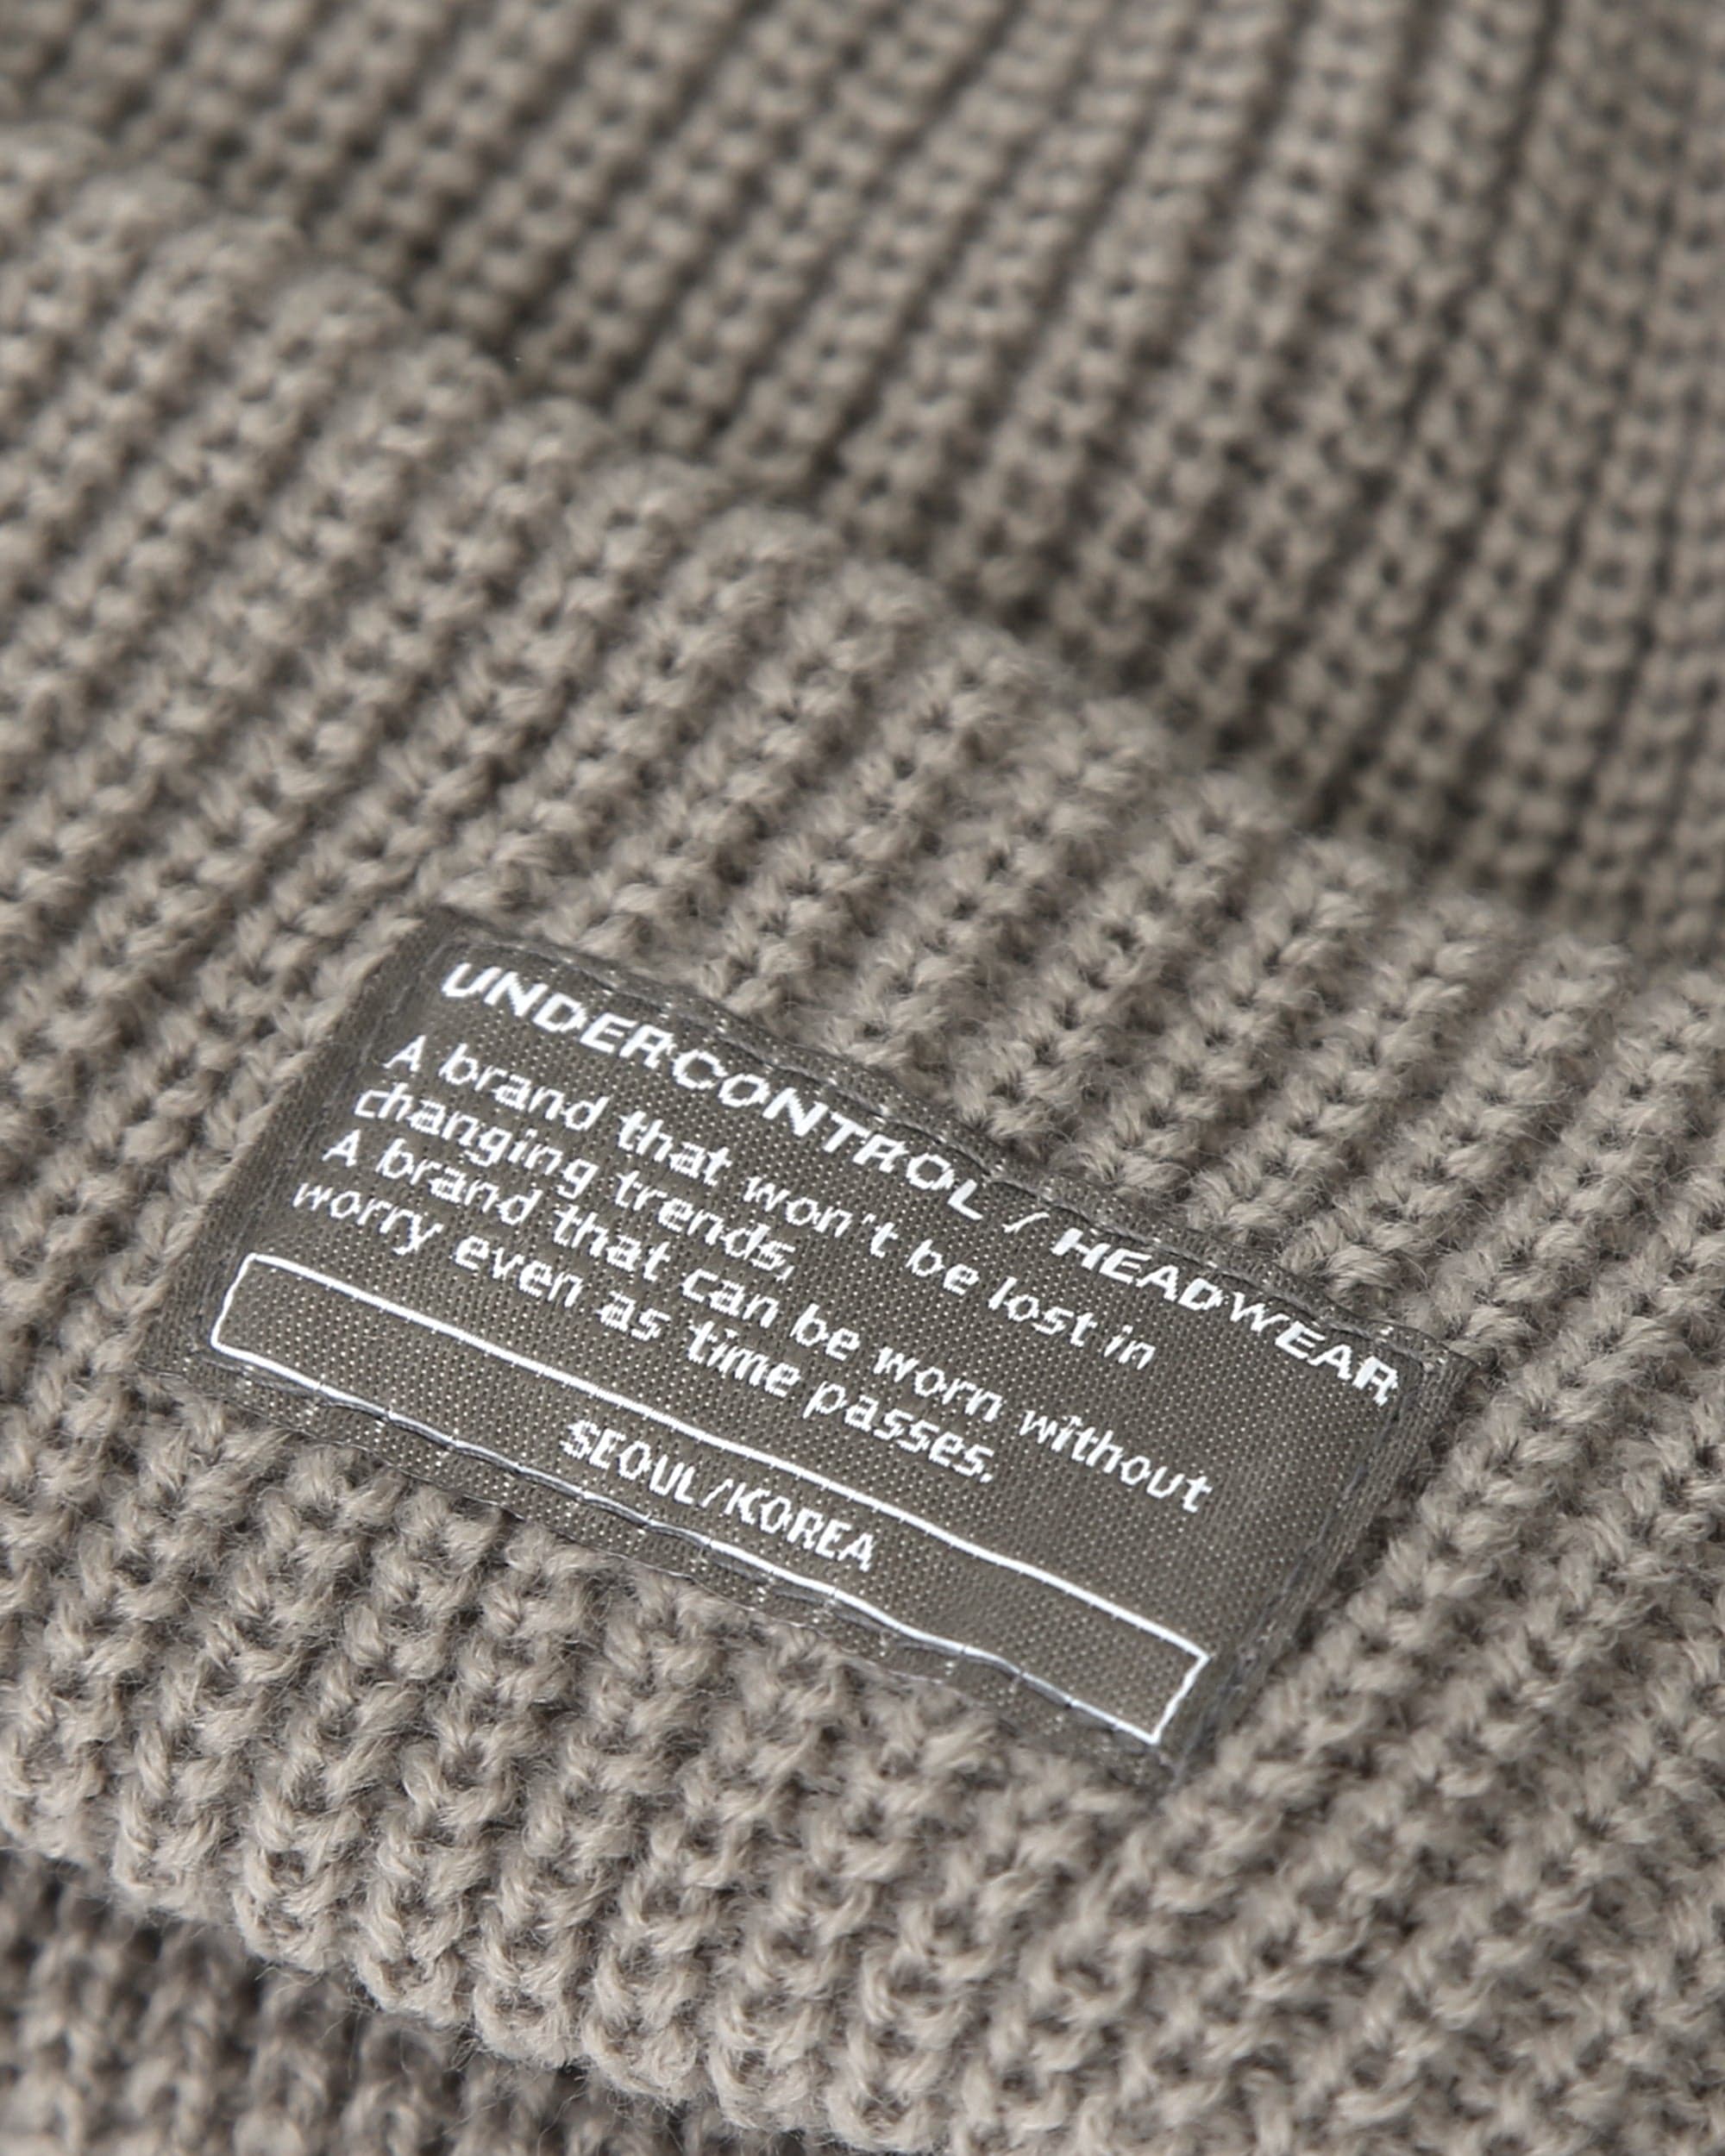 UNDERCONTROL / HEADWEAR
A brand that won't be lost in
changing trends,
A brand that can be worn without
worry even as time passes.
SEOUL/KOREA